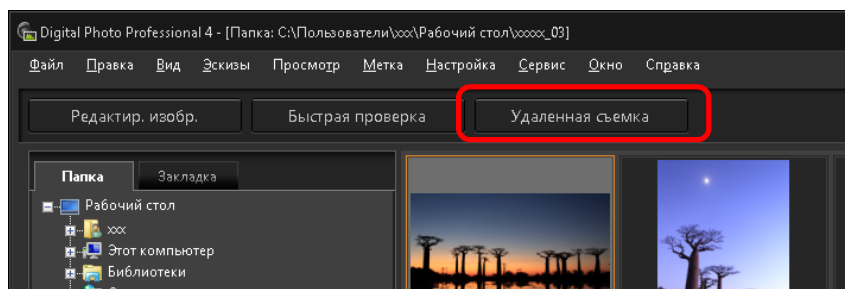 Digital Photo Professional 4 - [Папка: C:\Пользователи\xxx\Рабочий стол\xxxxx_03]
Файл Правка Вид Эскизы Просмотр Метка Настройка Сервис Окно Справка
Редактир. изобр. Быстрая проверка Удаленная съемка
Папка Закладка
Рабочий стол
xxx
Этот компьютер
Библиотеки